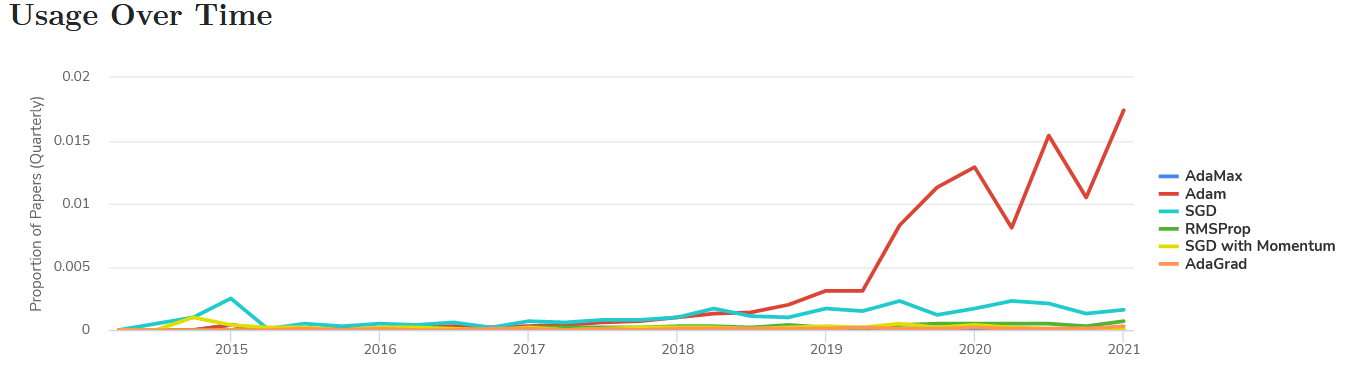 Usage Over Time
Proportion of Papers (Quarterly)
0.02
0.015
0.01
0.005
0
2015
2016
2017
2018
2019
2020
2021
AdaMax
Adam
SGD
RMSProp
SGD with Momentum
AdaGrad